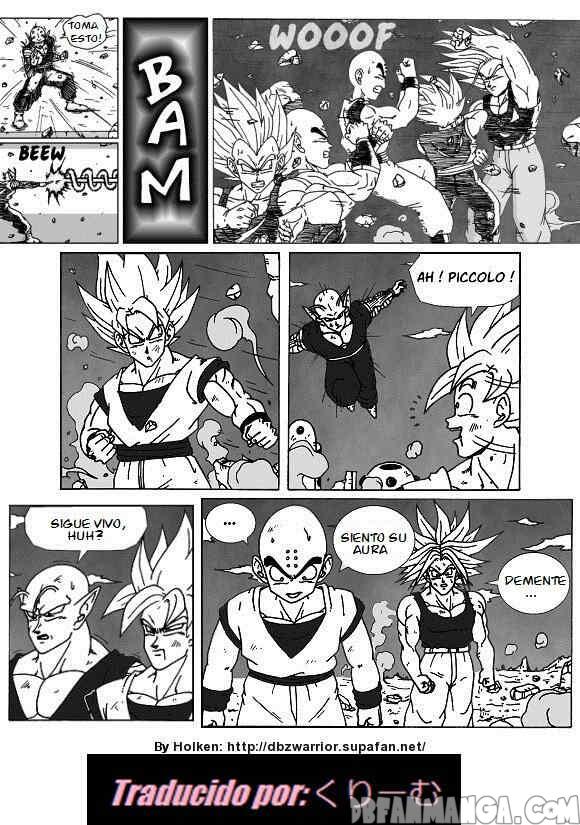 TOMA
ESTO!
BAM
WOOOF
BEEW
AH ! PICCOLO !
SIGUE VIVO,
HUH?
...
SIENTO SU
AURA
DEMENTE
...
By Holken: http://dbzwarrior.supafan.net/
Traducido por: くりーむ
DBFANMANGA.COM